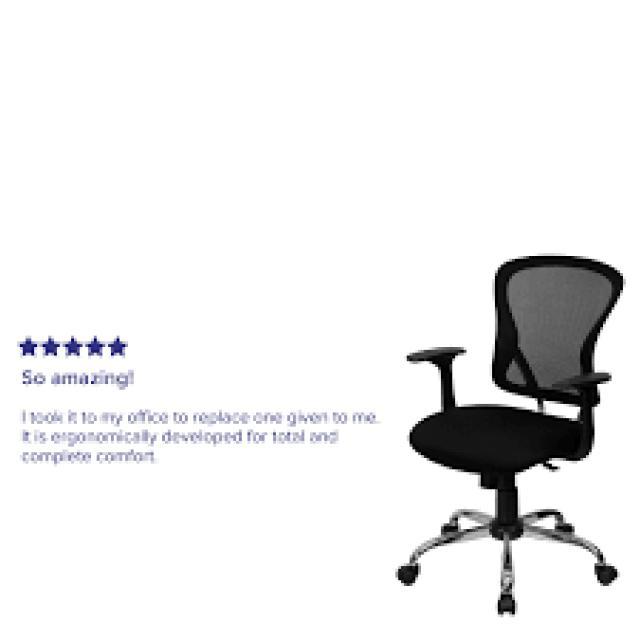 So amazing!
I took it to my office to replace one given to me.
It is ergonomically developed for total and
complete comfort.